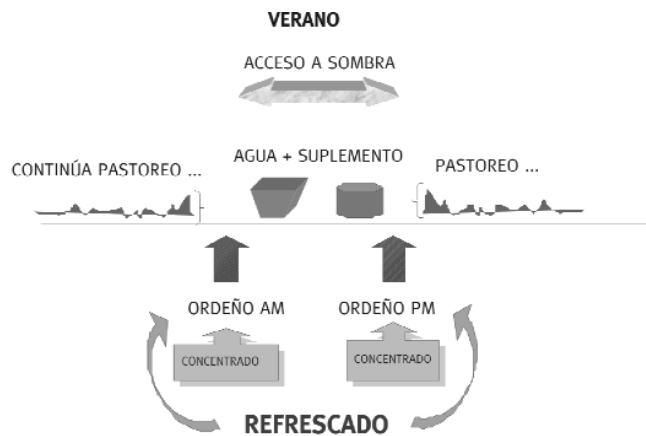 VERANO
ACCESO A SOMBRA
CONTINÚA PASTOREO ...
AGUA + SUPLEMENTO
PASTOREO ...
ORDEÑO AM
ORDEÑO PM
CONCENTRADO
CONCENTRADO
REFRESCADO